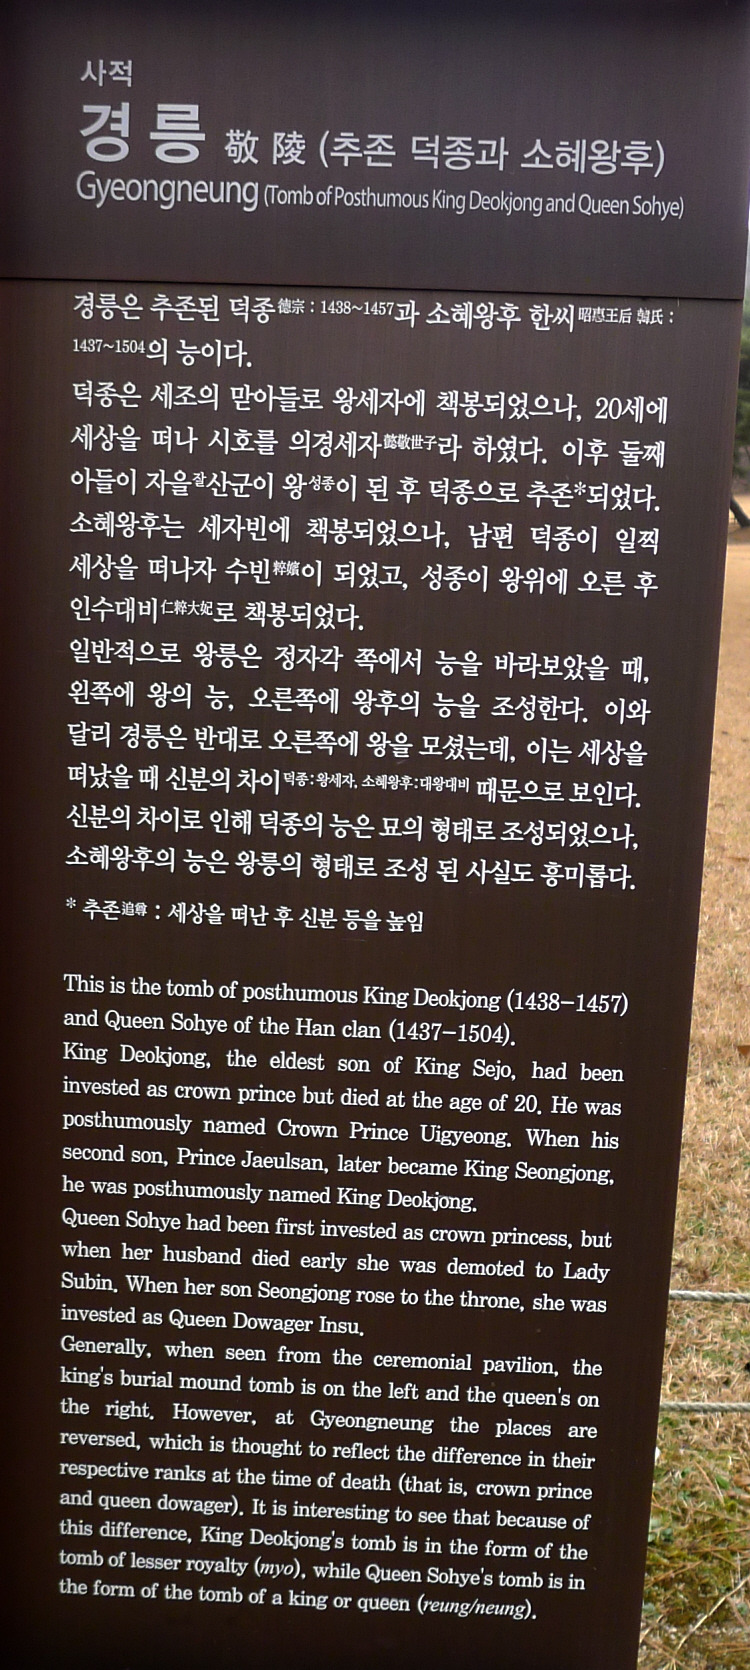 사적
경릉 敬陵 (추존 덕종과 소혜왕후)
Gyeongneung (Tomb of Posthumous King Deokjong and Queen Sohye)
경릉은 추존된 덕종德宗 : 1438~1457과 소혜왕후 한씨昭惠王后 韓氏 :
1437~1504의 능이다.
덕종은 세조의 맏아들로 왕세자에 책봉되었으나, 20세에
세상을 떠나 시호를 의경세자懿敬世子라 하였다. 이후 둘째
아들이 자을잘산군이 왕성종이 된 후 덕종으로 추존*되었다.
소혜왕후는 세자빈에 책봉되었으나, 남편 덕종이 일찍
세상을 떠나자 수빈粹嬪이 되었고, 성종이 왕위에 오른 후
인수대비仁粹大妃로 책봉되었다.
일반적으로 왕릉은 정자각 쪽에서 능을 바라보았을 때,
왼쪽에 왕의 능, 오른쪽에 왕후의 능을 조성한다. 이와
달리 경릉은 반대로 오른쪽에 왕을 모셨는데, 이는 세상을
떠났을 때 신분의 차이덕종:왕세자, 소혜왕후:대왕대비 때문으로 보인다.
신분의 차이로 인해 덕종의 능은 묘의 형태로 조성되었으나,
소혜왕후의 능은 왕릉의 형태로 조성 된 사실도 흥미롭다.
* 추존追尊 : 세상을 떠난 후 신분 등을 높임
This is the tomb of posthumous King Deokjong (1438-1457)
and Queen Sohye of the Han clan (1437-1504).
King Deokjong, the eldest son of King Sejo, had been
invested as crown prince but died at the age of 20. He was
posthumously named Crown Prince Uigyeong. When his
second son, Prince Jaeulsan, later became King Seongjong,
he was posthumously named King Deokjong.
Queen Sohye had been first invested as crown princess, but
when her husband died early she was demoted to Lady
Subin. When her son Seongjong rose to the throne, she was
invested as Queen Dowager Insu.
Generally, when seen from the ceremonial pavilion, the
king's burial mound tomb is on the left and the queen's on
the right. However, at Gyeongneung the places are
reversed, which is thought to reflect the difference in their
respective ranks at the time of death (that is, crown prince
and queen dowager). It is interesting to see that because of
this difference, King Deokjong's tomb is in the form of the
tomb of lesser royalty (myo), while Queen Sohye's tomb is in
the form of the tomb of a king or queen (reung/neung).